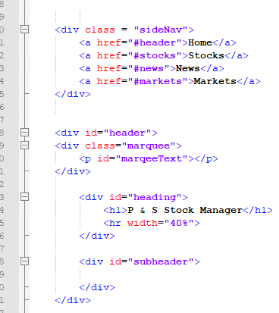 <div class = "sideNav">
<a href="#header">Home</a>
<a href="#stocks">Stocks</a>
<a href="#news">News</a>
<a href="#markets">Markets</a>
</div>
<div id="header">
<div class="marquee">
<p id="marqeeText"></p>
</div>
<div id="heading">
<h1>P & S Stock Manager</h1>
<hr width="40%">
</div>
<div id="subheader">
</div>
</div>